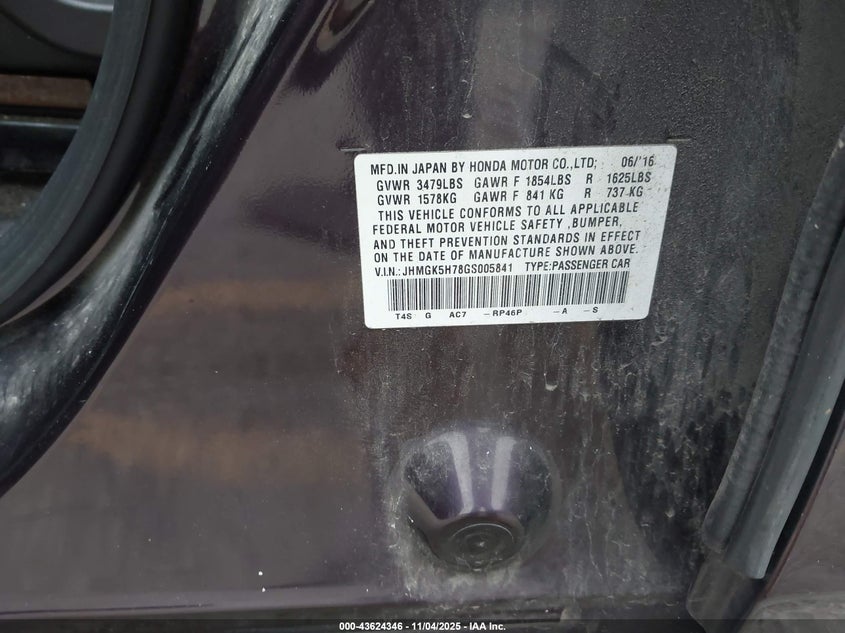 MFD.IN JAPAN BY HONDA MOTOR CO.,LTD; 06/'16
GVWR 3479LBS GAWR F 1854LBS R 1625LBS
GVWR 1578KG GAWR F 841 KG R 737 KG
THIS VEHICLE CONFORMS TO ALL APPLICABLE
FEDERAL MOTOR VEHICLE SAFETY ,BUMPER,
AND THEFT PREVENTION STANDARDS IN EFFECT
ON THE DATE OF MANUFACTURE SHOWN ABOVE.
V.I.N.:JHMGK5H78GS005841 TYPE:PASSENGER CAR
T4S G AC7 -RP46P -A -S
000-43624346 - 11/04/2025 - IAA Inc.